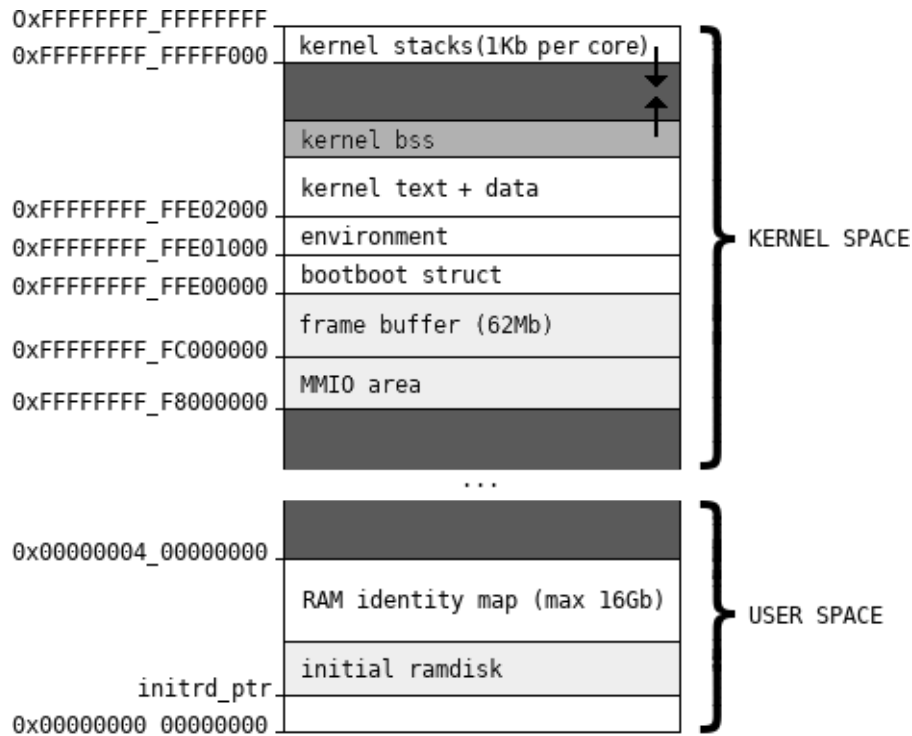 0xFFFFFFFF_FFFFFFFF
kernel stacks(1Kb per core)
0xFFFFFFFF_FFFFF000
kernel bss
kernel text + data
0xFFFFFFFF_FFE02000
environment
KERNEL SPACE
0xFFFFFFFF_FFE01000
bootboot struct
0xFFFFFFFF_FFE00000
frame buffer (62Mb)
0xFFFFFFFF_FC000000
MMIO area
0xFFFFFFFF_F8000000
...
0x00000004_00000000
RAM identity map (max 16Gb)
USER SPACE
initial ramdisk
initrd_ptr
0x00000000_00000000